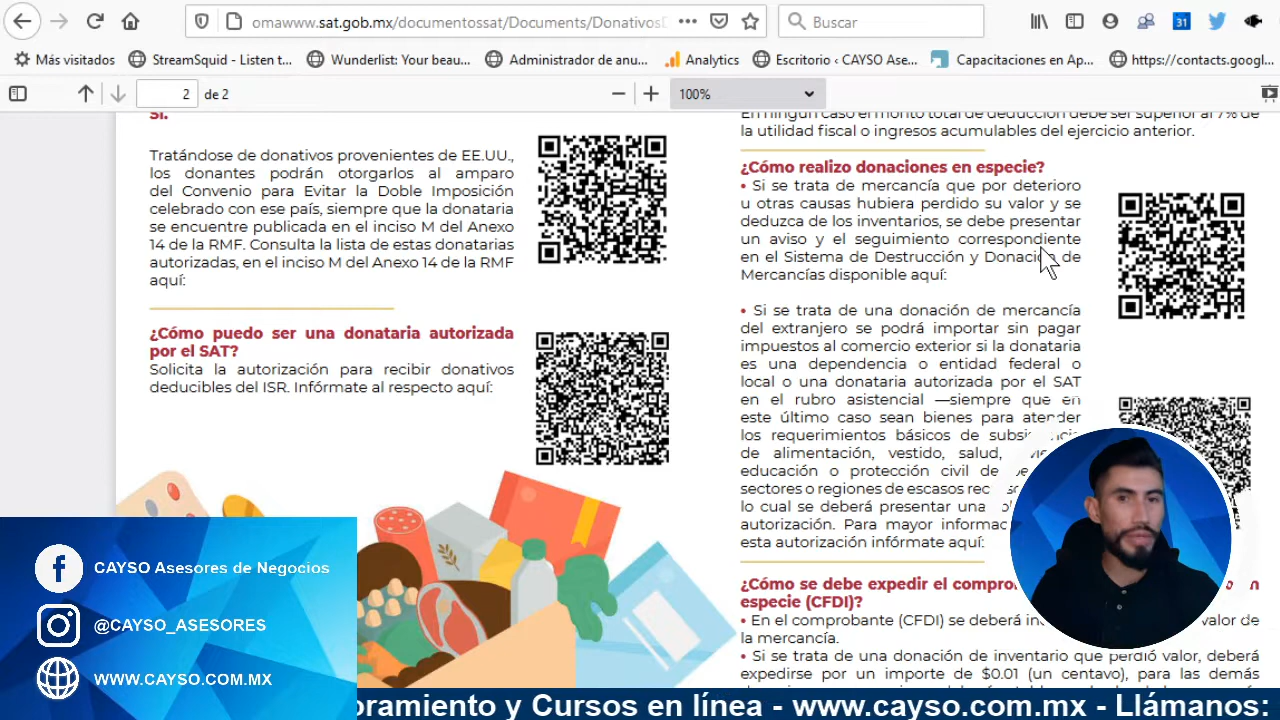 omawww.sat.gob.mx/documentossat/Documents/DonativosD
Buscar
31
Más visitados
StreamSquid - Listen t...
Wunderlist: Your beau...
Administrador de anu...
Analytics
Escritorio ‹ CAYSO Ase...
Capacitaciones en Ap...
https://contacts.googl...
2
de 2
100%
Sí.
Tratándose de donativos provenientes de EE.UU.,
los donantes podrán otorgarlos al amparo
del Convenio para Evitar la Doble Imposición
celebrado con ese país, siempre que la donataria
se encuentre publicada en el inciso M del Anexo
14 de la RMF. Consulta la lista de estas donatarias
autorizadas, en el inciso M del Anexo 14 de la RMF
aquí:
¿Cómo puedo ser una donataria autorizada
por el SAT?
Solicita la autorización para recibir donativos
deducibles del ISR. Infórmate al respecto aquí:
En ningún caso el monto total de deducción debe ser superior al 7% de
la utilidad fiscal o ingresos acumulables del ejercicio anterior.
¿Cómo realizo donaciones en especie?
• Si se trata de mercancía que por deterioro
u otras causas hubiera perdido su valor y se
deduzca de los inventarios, se debe presentar
un aviso y el seguimiento correspondiente
en el Sistema de Destrucción y Donación de
Mercancías disponible aquí:
• Si se trata de una donación de mercancía
del extranjero se podrá importar sin pagar
impuestos al comercio exterior si la donataria
es una dependencia o entidad federal o
local o una donataria autorizada por el SAT
en el rubro asistencial —siempre que en
este último caso sean bienes para atender
los requerimientos básicos de
de alimentación, vestido, salud,
educación o protección civil de
sectores o regiones de escasos
lo cual se deberá presentar una
autorización. Para mayor
esta autorización infórmate aquí:
¿Cómo se debe expedir el
especie (CFDI)?
• En el comprobante (CFDI) se deberá valor de
la mercancía.
• Si se trata de una donación de inventario que perdió valor, deberá
expedirse por un importe de $0.01 (un centavo), para las demás
CAYSO Asesores de Negocios
@CAYSO_ASESORES
WWW.CAYSO.COM.MX
oramiento y Cursos en línea - www.cayso.com.mx - Llámanos: